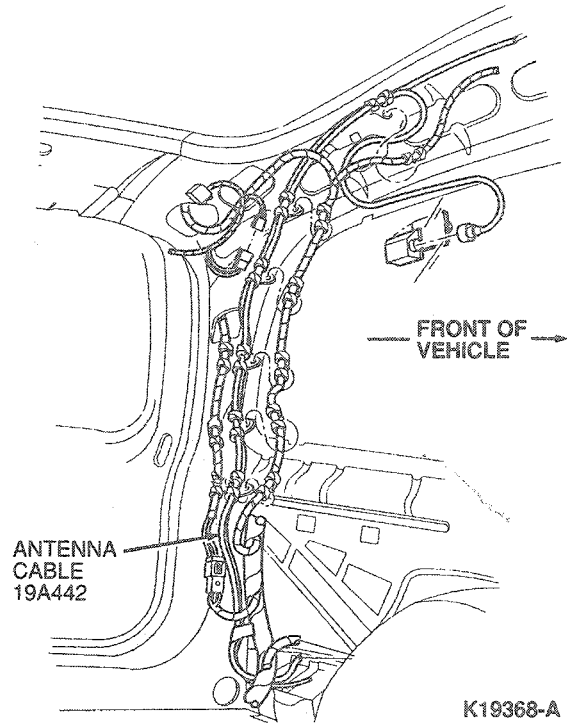 FRONT OF
VEHICLE
ANTENNA
CABLE
19A442
K19368-A